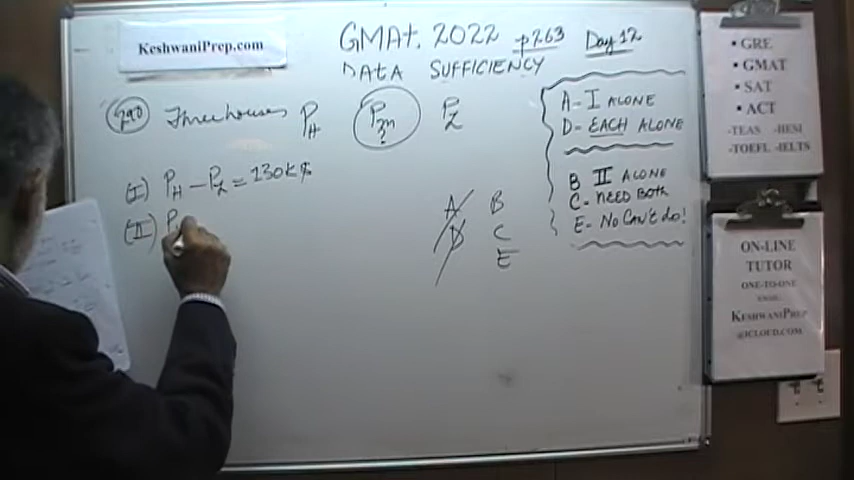 KeshwaniPrep.com
GMAT. 2022 p263 Day 12
DATA SUFFICIENCY
290 Three houses P_H P_m ? P_L
(I) P_H - P_L = 130K $
(II) P
A B
D C
E
A- I ALONE
D- EACH ALONE
B II ALONE
C- NEED BOTH
E- NO CAN'T do!
• GRE
• GMAT
• SAT
• ACT
-TEAS -HESI
-TOEFL -IELTS
ON-LINE
TUTOR
ONE-TO-ONE
EMAIL:
KESHWANIPREP
@ICLOUD.COM